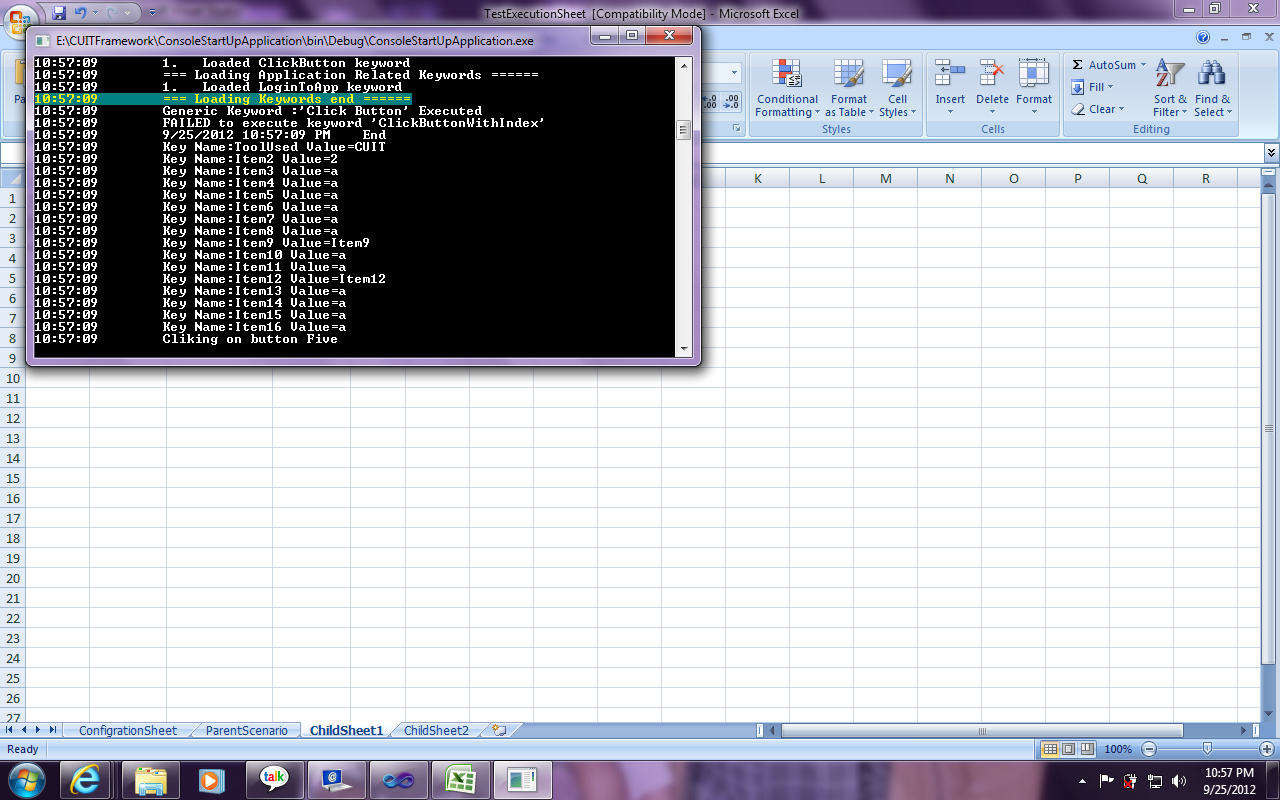 TestExecutionSheet [Compatibility Mode] - Microsoft Excel
E:\CUITFramework\ConsoleStartUpApplication\bin\Debug\ConsoleStartUpApplication.exe
10:57:09 1. Loaded ClickButton keyword
10:57:09 === Loading Application Related Keywords ======
10:57:09 1. Loaded LoginToApp keyword
10:57:09 === Loading Keywords end ======
10:57:09 Generic Keyword :'Click Button' Executed
10:57:09 FAILED to execute keyword 'ClickButtonWithIndex'
10:57:09 9/25/2012 10:57:09 PM End
10:57:09 Key Name:ToolUsed Value=CUIT
10:57:09 Key Name:Item2 Value=2
10:57:09 Key Name:Item3 Value=a
10:57:09 Key Name:Item4 Value=a
10:57:09 Key Name:Item5 Value=a
10:57:09 Key Name:Item6 Value=a
10:57:09 Key Name:Item7 Value=a
10:57:09 Key Name:Item8 Value=a
10:57:09 Key Name:Item9 Value=Item9
10:57:09 Key Name:Item10 Value=a
10:57:09 Key Name:Item11 Value=a
10:57:09 Key Name:Item12 Value=Item12
10:57:09 Key Name:Item13 Value=a
10:57:09 Key Name:Item14 Value=a
10:57:09 Key Name:Item15 Value=a
10:57:09 Key Name:Item16 Value=a
10:57:09 Cliking on button Five
Conditional Formatting
Format as Table
Cell Styles
Styles
Insert
Delete
Format
Cells
Σ AutoSum
Fill
Clear
Sort & Filter
Find & Select
Editing
K L M N O P Q R
1
2
3
4
5
6
7
8
9
10
11
12
13
14
15
16
17
18
19
20
21
22
23
24
25
26
27
ConfigrationSheet ParentScenario ChildSheet1 ChildSheet2
Ready
100%
talk
10:57 PM
9/25/2012